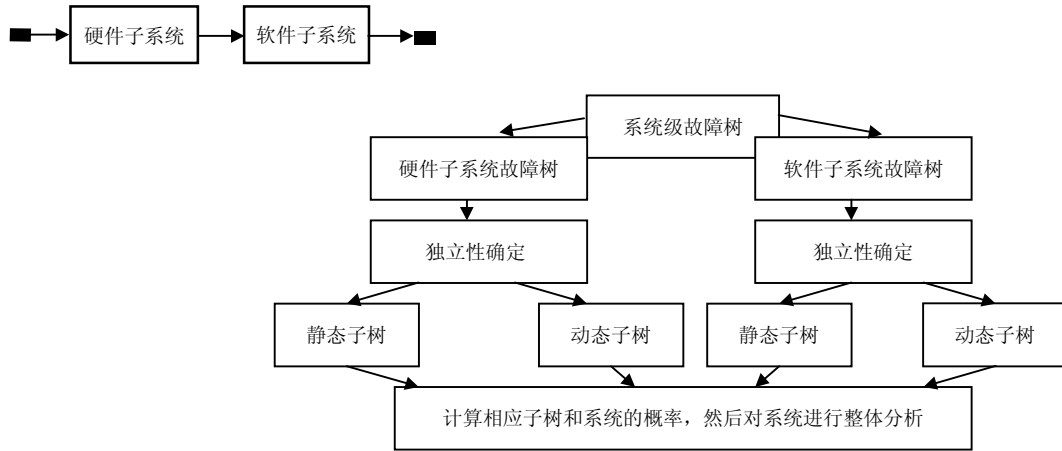 硬件子系统
软件子系统
系统级故障树
硬件子系统故障树
软件子系统故障树
独立性确定
独立性确定
静态子树
动态子树
静态子树
动态子树
计算相应子树和系统的概率，然后对系统进行整体分析